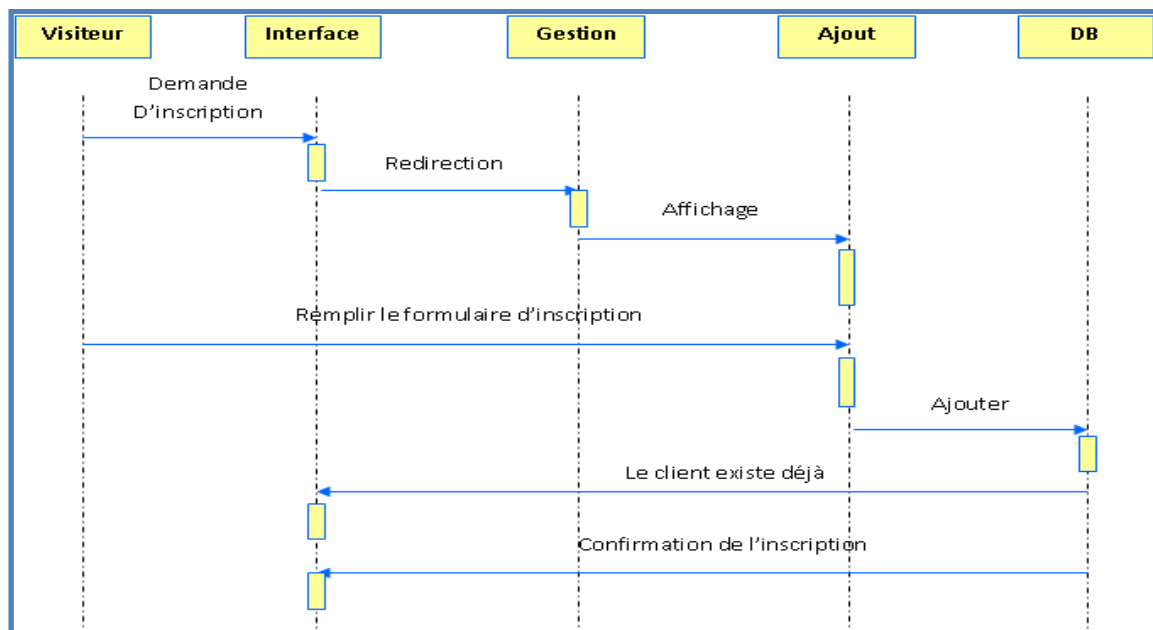 Visiteur
Interface
Gestion
Ajout
DB
Demande
D’inscription
Redirection
Affichage
Remplir le formulaire d’inscription
Ajouter
Le client existe déjà
Confirmation de l’inscription